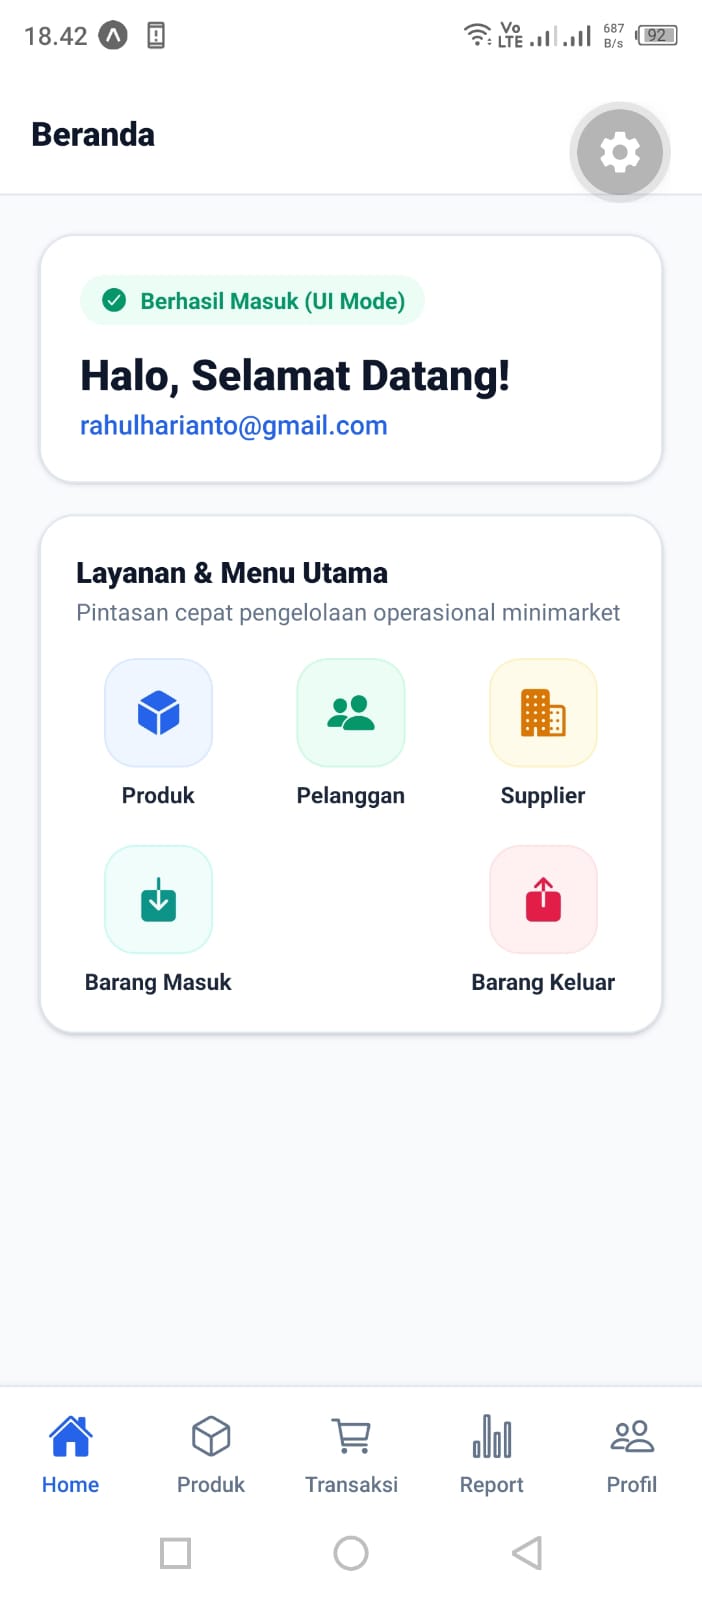 18.42
Vo
LTE
687
B/s
92
Beranda
Berhasil Masuk (UI Mode)
Halo, Selamat Datang!
rahulharianto@gmail.com
Layanan & Menu Utama
Pintasan cepat pengelolaan operasional minimarket
Produk
Pelanggan
Supplier
Barang Masuk
Barang Keluar
Home
Produk
Transaksi
Report
Profil